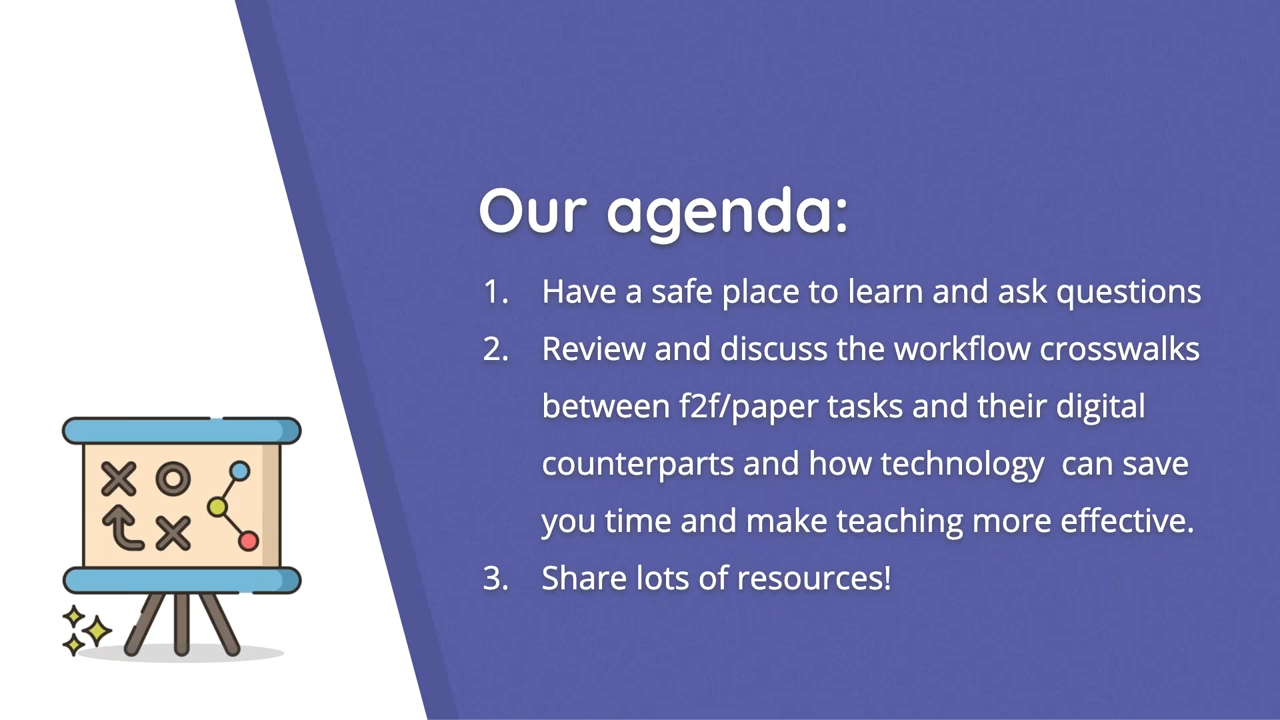 Our agenda:
1. Have a safe place to learn and ask questions
2. Review and discuss the workflow crosswalks
between f2f/paper tasks and their digital
counterparts and how technology  can save
you time and make teaching more effective.
3. Share lots of resources!